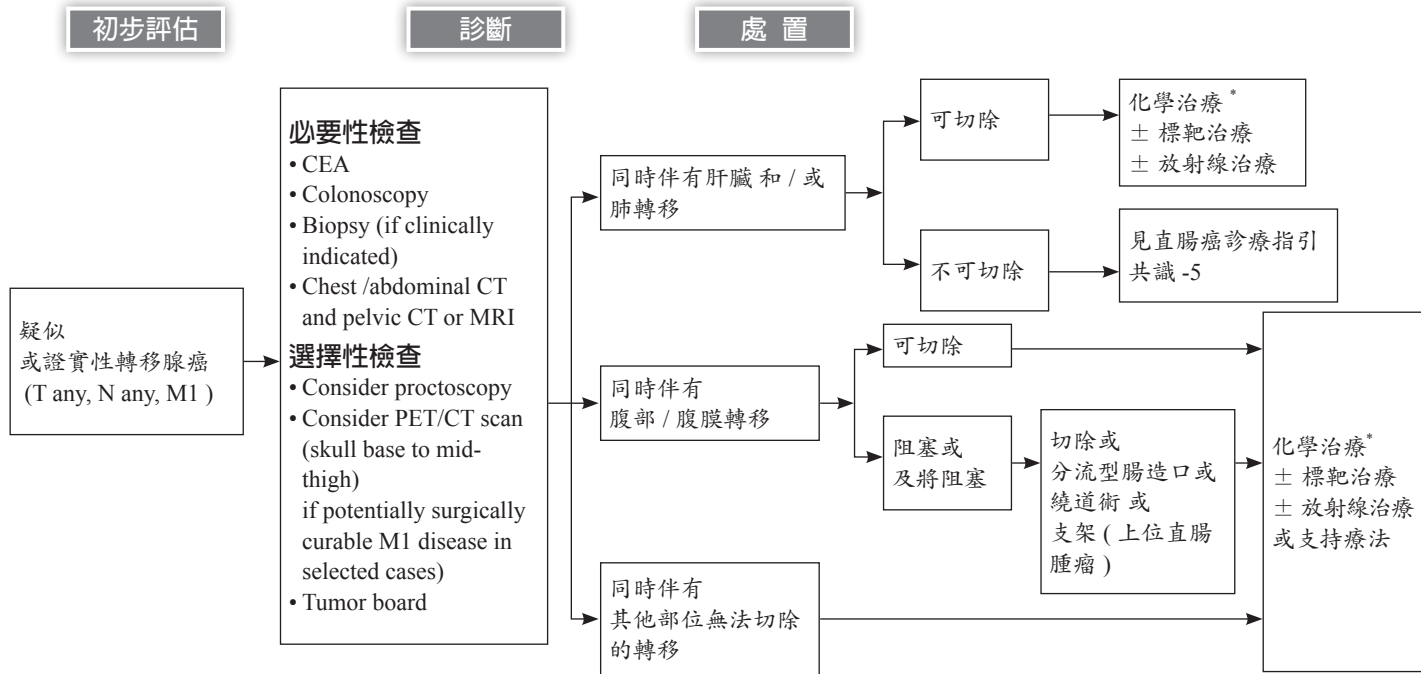 初步評估
診斷
處 置
疑似
或證實性轉移腺癌
(T any, N any, M1 )
必要性檢查
• CEA
• Colonoscopy
• Biopsy (if clinically
indicated)
• Chest /abdominal CT
and pelvic CT or MRI
選擇性檢查
• Consider proctoscopy
• Consider PET/CT scan
(skull base to mid-
thigh)
if potentially surgically
curable M1 disease in
selected cases)
• Tumor board
同時伴有肝臟 和 / 或
肺轉移
可切除
化學治療 *
± 標靶治療
± 放射線治療
不可切除
見直腸癌診療指引
共識 -5
同時伴有
腹部 / 腹膜轉移
可切除
阻塞或
及將阻塞
切除或
分流型腸造口或
繞道術 或
支架 ( 上位直腸
腫瘤 )
同時伴有
其他部位無法切除
的轉移
化學治療*
± 標靶治療
± 放射線治療
或支持療法